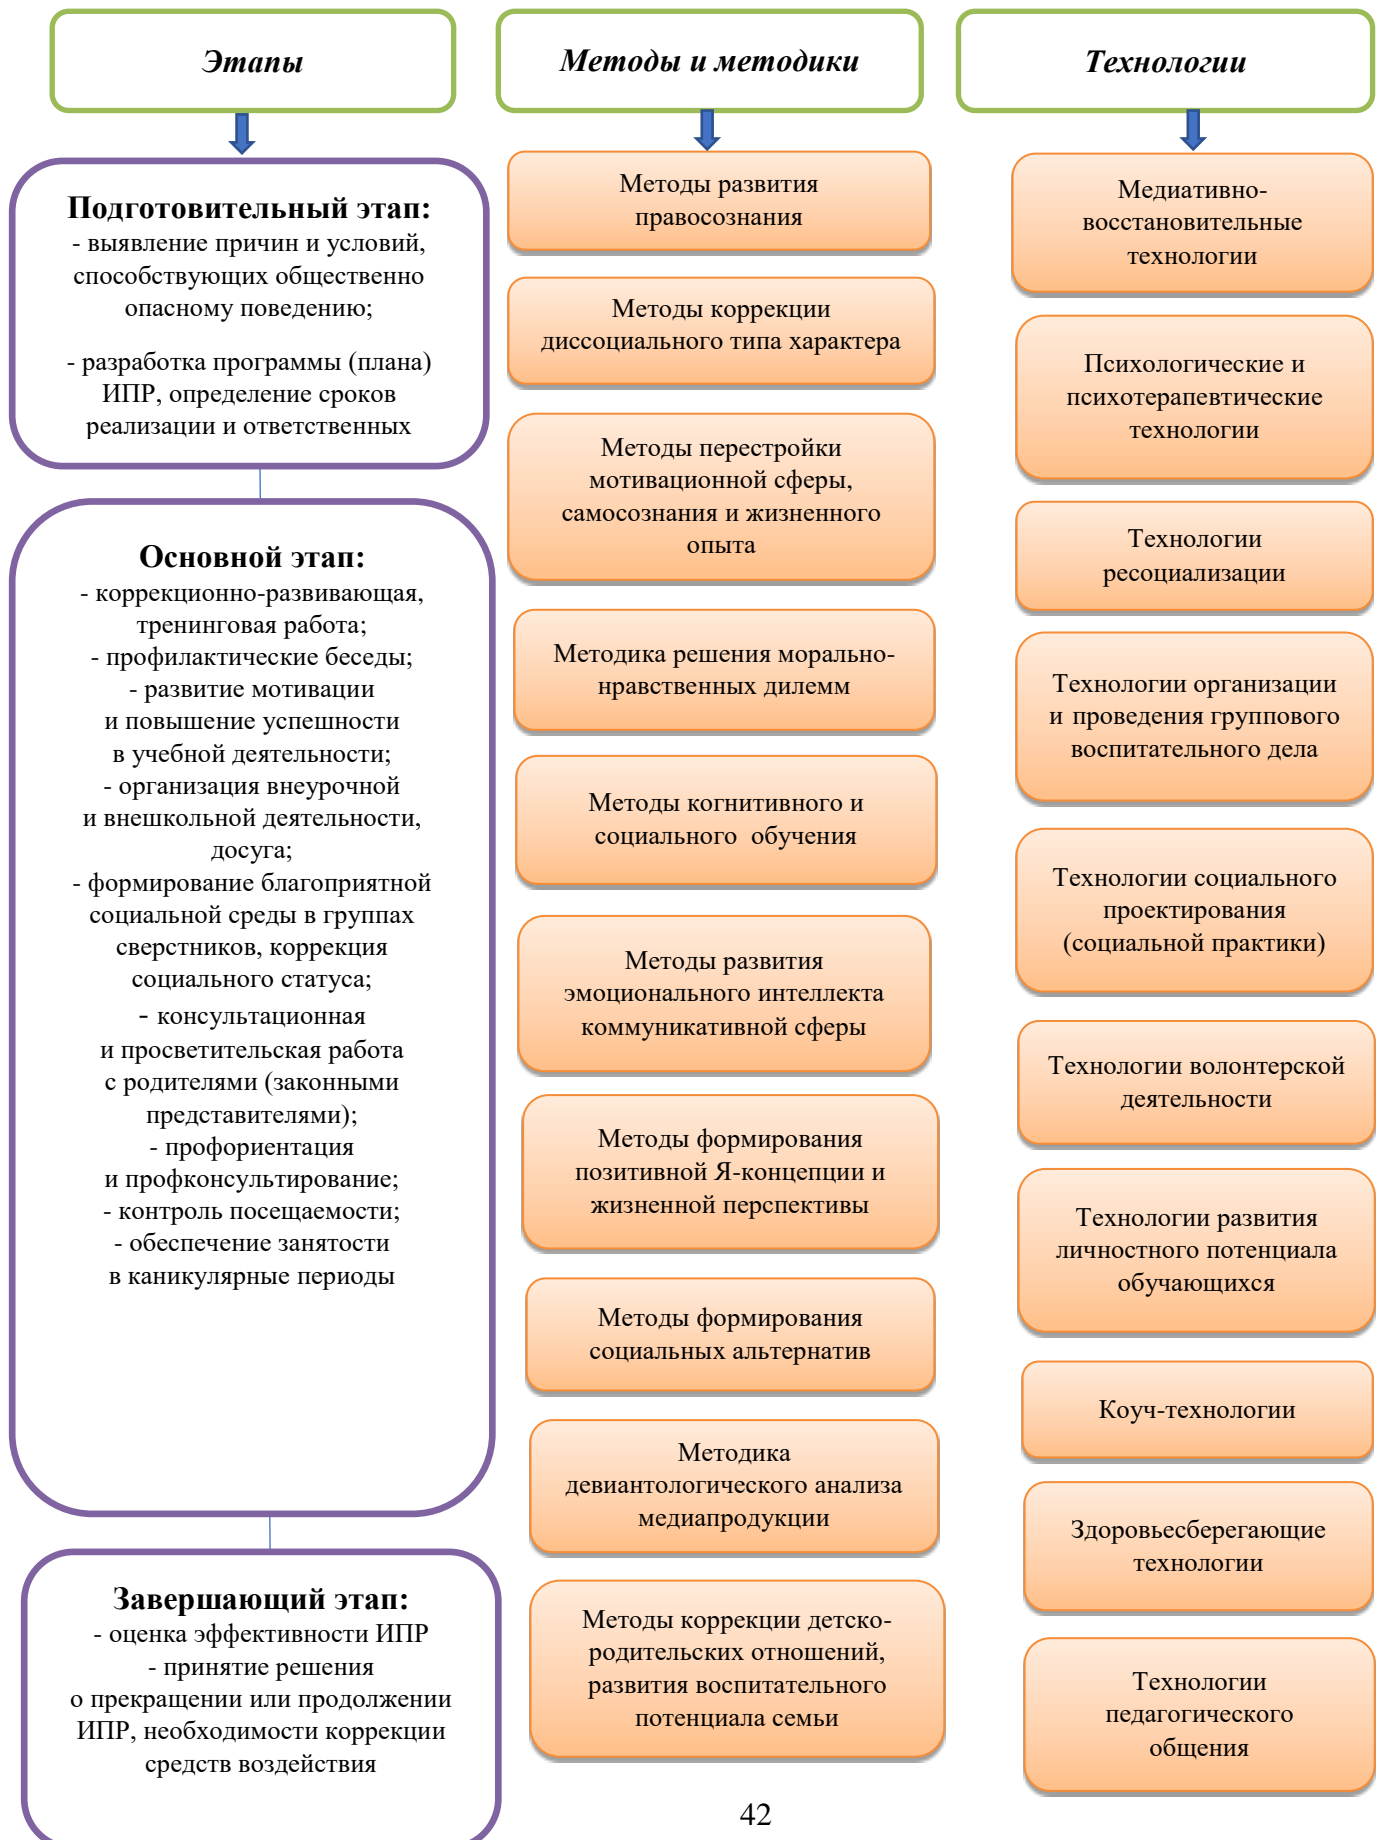 Этапы
Подготовительный этап:
- выявление причин и условий,
способствующих общественно
опасному поведению;
- разработка программы (плана)
ИПР, определение сроков
реализации и ответственных
Основной этап:
- коррекционно-развивающая,
тренинговая работа;
- профилактические беседы;
- развитие мотивации
и повышение успешности
в учебной деятельности;
- организация внеурочной
и внешкольной деятельности,
досуга;
- формирование благоприятной
социальной среды в группах
сверстников, коррекция
социального статуса;
- консультационная
и просветительская работа
с родителями (законными
представителями);
- профориентация
и профконсультирование;
- контроль посещаемости;
- обеспечение занятости
в каникулярные периоды
Завершающий этап:
- оценка эффективности ИПР
- принятие решения
о прекращении или продолжении
ИПР, необходимости коррекции
средств воздействия
Методы и методики
Методы развития
правосознания
Методы коррекции
диссоциального типа характера
Методы перестройки
мотивационной сферы,
самосознания и жизненного
опыта
Методика решения морально-
нравственных дилемм
Методы когнитивного и
социального обучения
Методы развития
эмоционального интеллекта
коммуникативной сферы
Методы формирования
позитивной Я-концепции и
жизненной перспективы
Методы формирования
социальных альтернатив
Методика
девиантологического анализа
медиапродукции
Методы коррекции детско-
родительских отношений,
развития воспитательного
потенциала семьи
Технологии
Медиативно-
восстановительные
технологии
Психологические и
психотерапевтические
технологии
Технологии
ресоциализации
Технологии организации
и проведения группового
воспитательного дела
Технологии социального
проектирования
(социальной практики)
Технологии волонтерской
деятельности
Технологии развития
личностного потенциала
обучающихся
Коуч-технологии
Здоровьесберегающие
технологии
Технологии
педагогического
общения
42